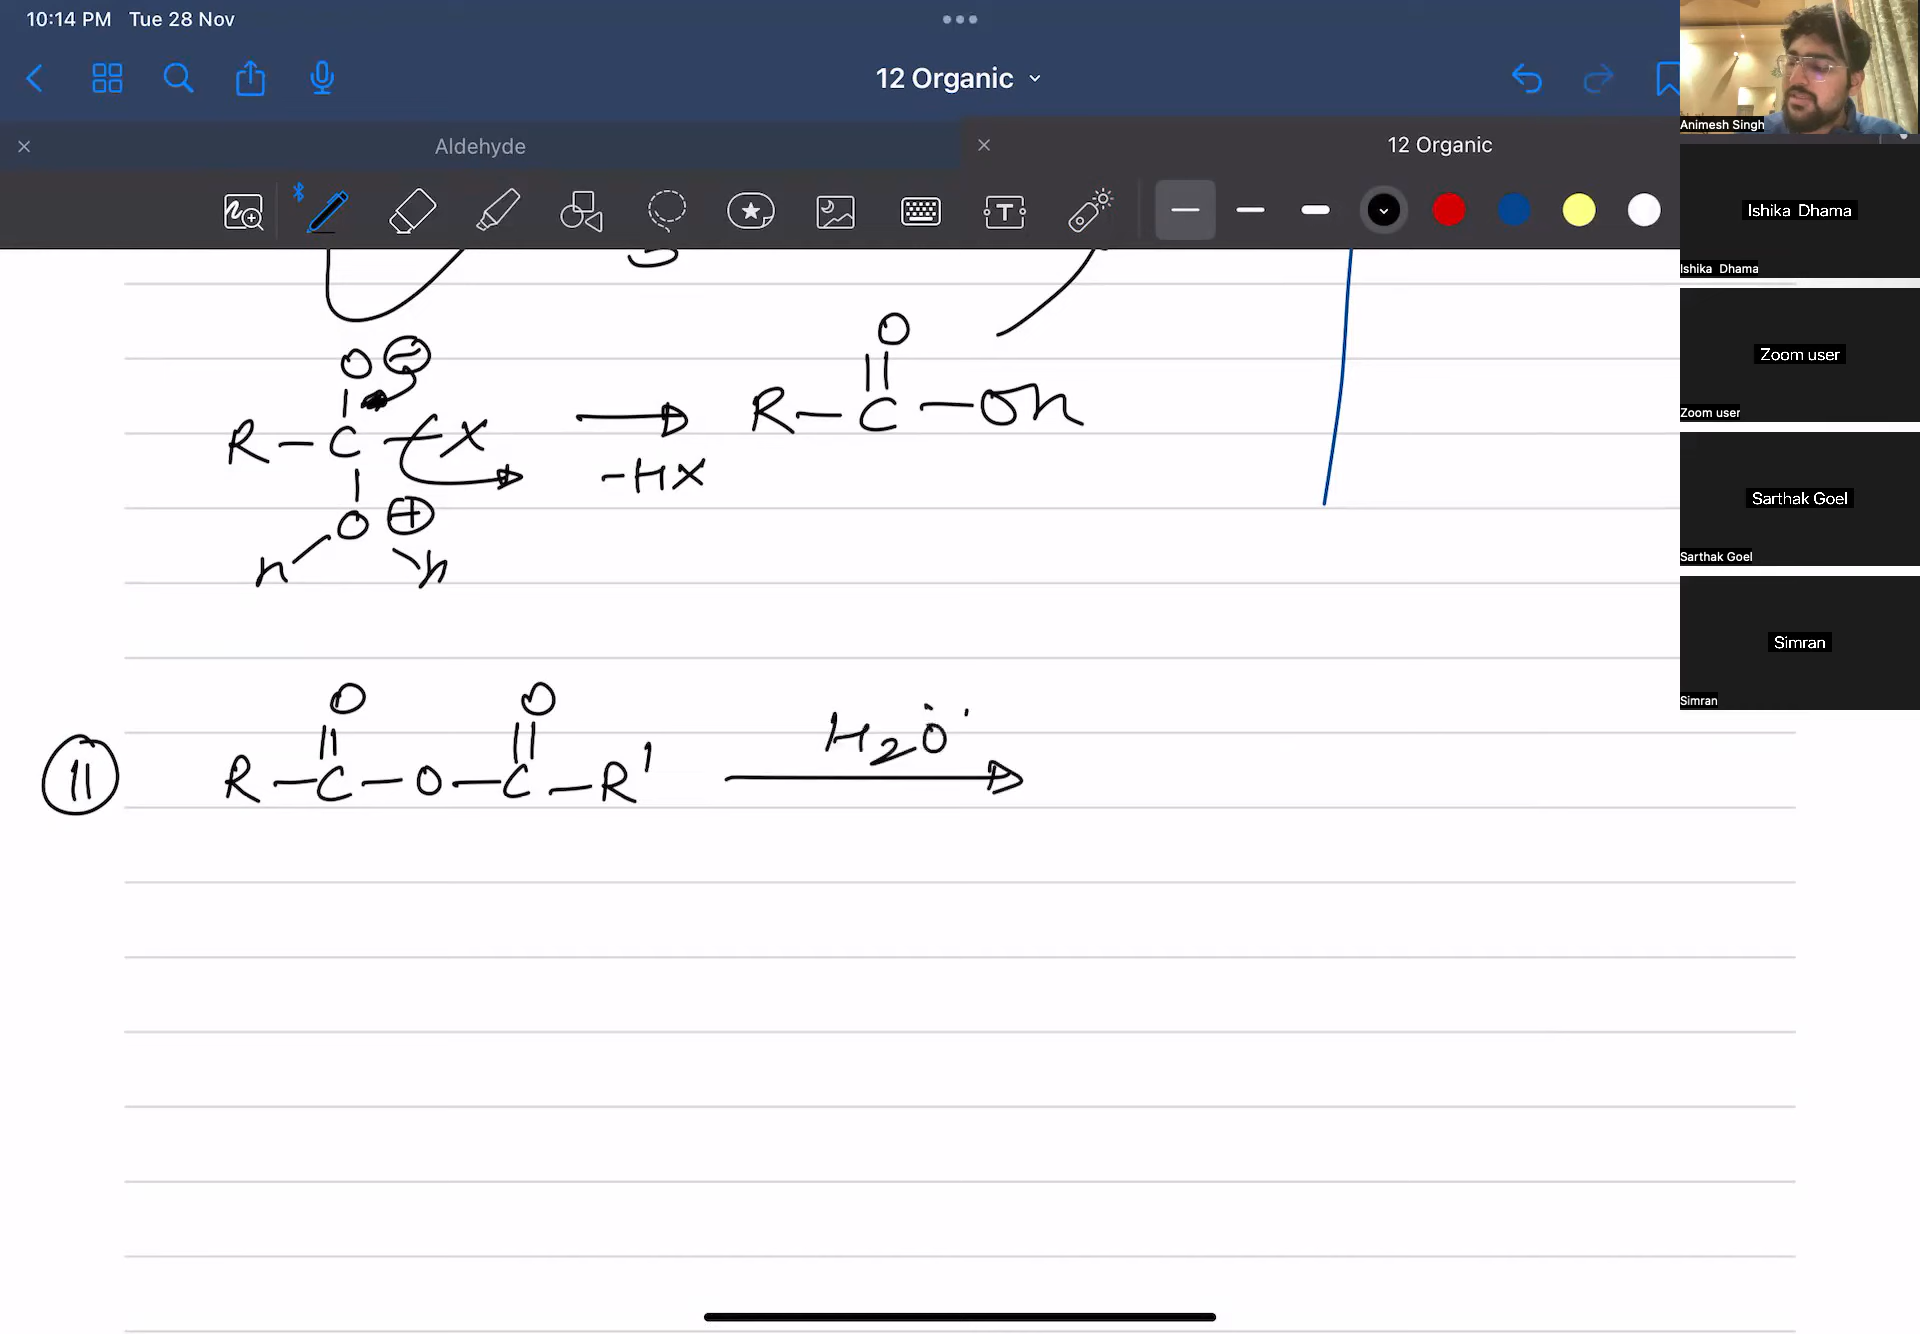 10:14 PM Tue 28 Nov
12 Organic
Aldehyde
12 Organic
T
Animesh Singh
Ishika Dhama
Ishika Dhama
Zoom user
Zoom user
Sarthak Goel
Sarthak Goel
Simran
Simran
O ⊖
O
R – C – X
R – C – Oh
-HX
O ⊕
h h
O O
11 R – C – O – C – R'
H2O